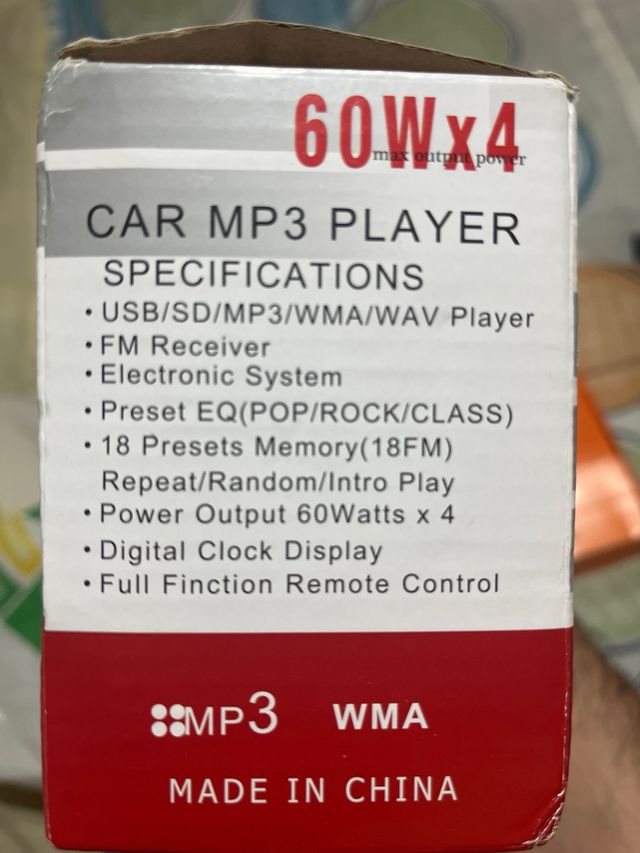 60Wx4
max output power
CAR MP3 PLAYER
SPECIFICATIONS
• USB/SD/MP3/WMA/WAV Player
• FM Receiver
• Electronic System
• Preset EQ(POP/ROCK/CLASS)
• 18 Presets Memory(18FM)
Repeat/Random/Intro Play
• Power Output 60Watts x 4
• Digital Clock Display
• Full Finction Remote Control
MP3 WMA
MADE IN CHINA